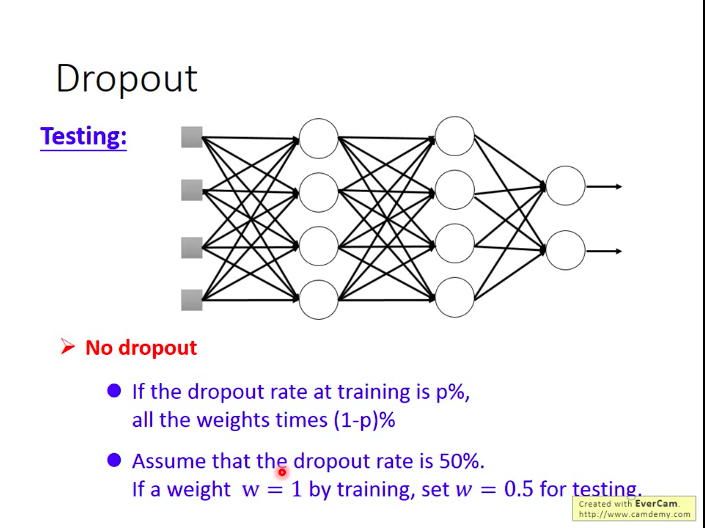 Dropout
Testing:
No dropout
If the dropout rate at training is p%,
all the weights times (1-p)%
Assume that the dropout rate is 50%.
If a weight w = 1 by training, set w = 0.5 for testing.
Created with EverCam.
http://www.camdemy.com